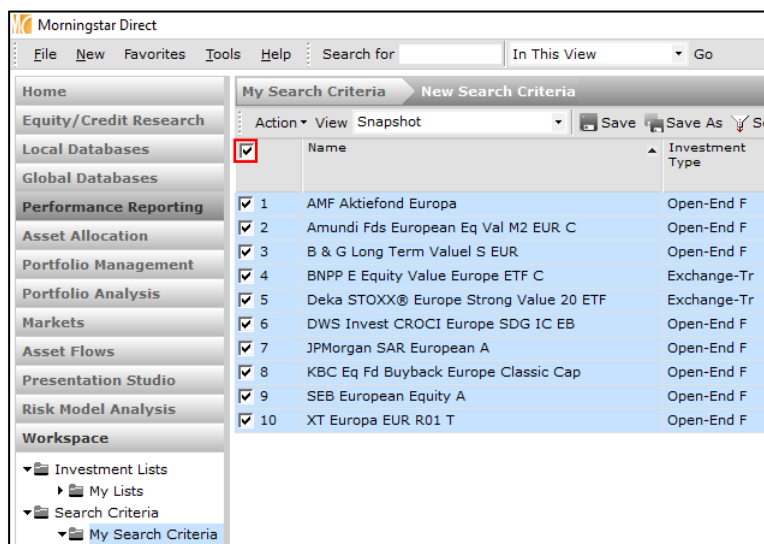 Morningstar Direct
File New Favorites Tools Help Search for In This View Go
Home
Equity/Credit Research
Local Databases
Global Databases
Performance Reporting
Asset Allocation
Portfolio Management
Portfolio Analysis
Markets
Asset Flows
Presentation Studio
Risk Model Analysis
Workspace
Investment Lists
My Lists
Search Criteria
My Search Criteria
My Search Criteria New Search Criteria
Action View Snapshot Save Save As
Name Investment Type
1 AMF Aktiefond Europa Open-End F
2 Amundi Fds European Eq Val M2 EUR C Open-End F
3 B & G Long Term Valuel S EUR Open-End F
4 BNPP E Equity Value Europe ETF C Exchange-Tr
5 Deka STOXX® Europe Strong Value 20 ETF Exchange-Tr
6 DWS Invest CROCI Europe SDG IC EB Open-End F
7 JPMorgan SAR European A Open-End F
8 KBC Eq Fd Buyback Europe Classic Cap Open-End F
9 SEB European Equity A Open-End F
10 XT Europa EUR R01 T Open-End F